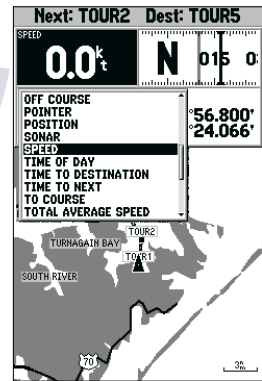 Next: TOUR2 Dest: TOUR5
SPEED
0.0 k t
N 015 0
OFF COURSE
POINTER
POSITION
SONAR
SPEED
TIME OF DAY
TIME TO DESTINATION
TIME TO NEXT
TO COURSE
TOTAL AVERAGE SPEED
56.800'
24.066'
TOUR2
TURNAGAIN BAY
TOUR1
SOUTH RIVER
70